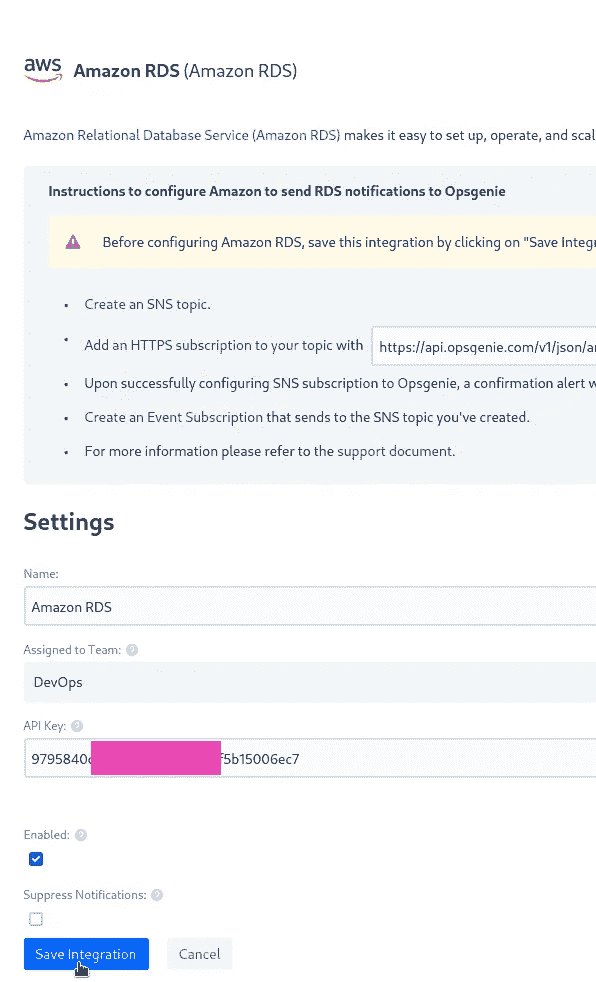 aws Amazon RDS (Amazon RDS)
Amazon Relational Database Service (Amazon RDS) makes it easy to set up, operate, and scal
Instructions to configure Amazon to send RDS notifications to Opsgenie
Before configuring Amazon RDS, save this integration by clicking on "Save Integr
• Create an SNS topic.
• Add an HTTPS subscription to your topic with https://api.opsgenie.com/v1/json/a
• Upon successfully configuring SNS subscription to Opsgenie, a confirmation alert w
• Create an Event Subscription that sends to the SNS topic you've created.
• For more information please refer to the support document.
Settings
Name:
Amazon RDS
Assigned to Team: ?
DevOps
API Key: ?
9795840 f5b15006ec7
Enabled: ?
Suppress Notifications: ?
Save Integration Cancel